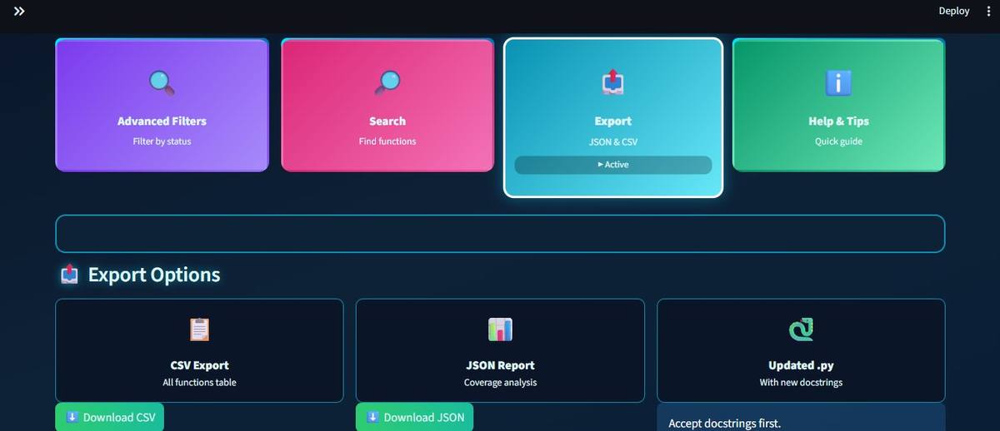 Deploy
Advanced Filters
Filter by status
Search
Find functions
Export
JSON & CSV
▶ Active
Help & Tips
Quick guide
Export Options
CSV Export
All functions table
JSON Report
Coverage analysis
Updated .py
With new docstrings
Download CSV
Download JSON
Accept docstrings first.